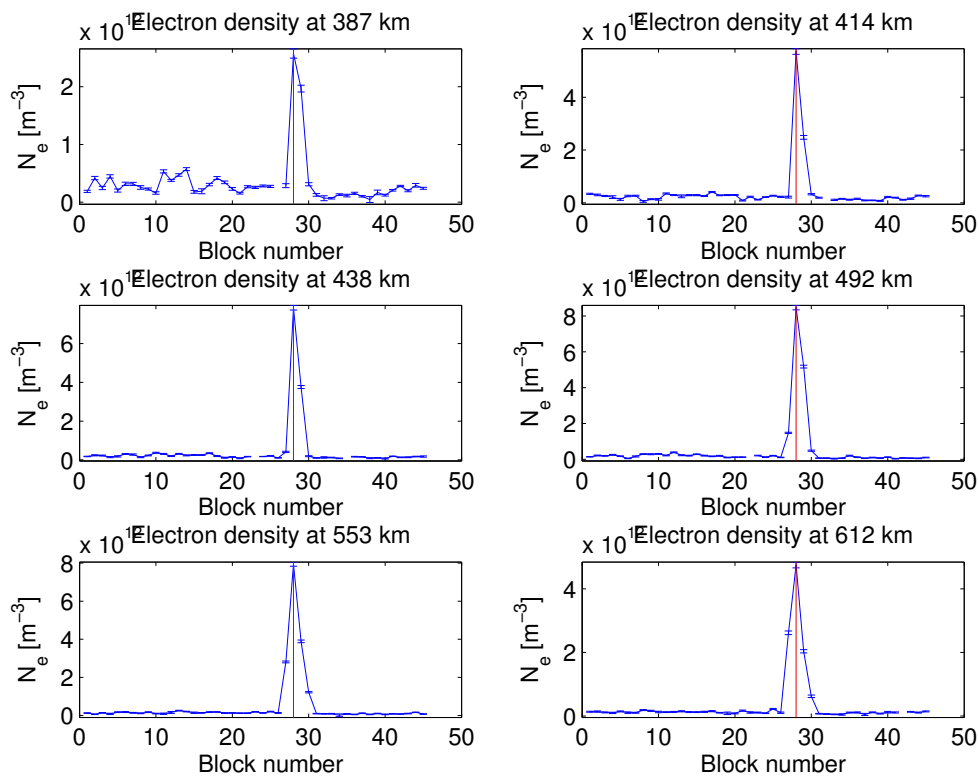 x 10^12 Electron density at 387 km
N_e [m^−3]
2
1
0
0 10 20 30 40 50
Block number
x 10^12 Electron density at 414 km
N_e [m^−3]
4
2
0
0 10 20 30 40 50
Block number
x 10^12 Electron density at 438 km
N_e [m^−3]
6
4
2
0
0 10 20 30 40 50
Block number
x 10^12 Electron density at 492 km
N_e [m^−3]
8
6
4
2
0
0 10 20 30 40 50
Block number
x 10^12 Electron density at 553 km
N_e [m^−3]
8
6
4
2
0
0 10 20 30 40 50
Block number
x 10^12 Electron density at 612 km
N_e [m^−3]
4
2
0
0 10 20 30 40 50
Block number